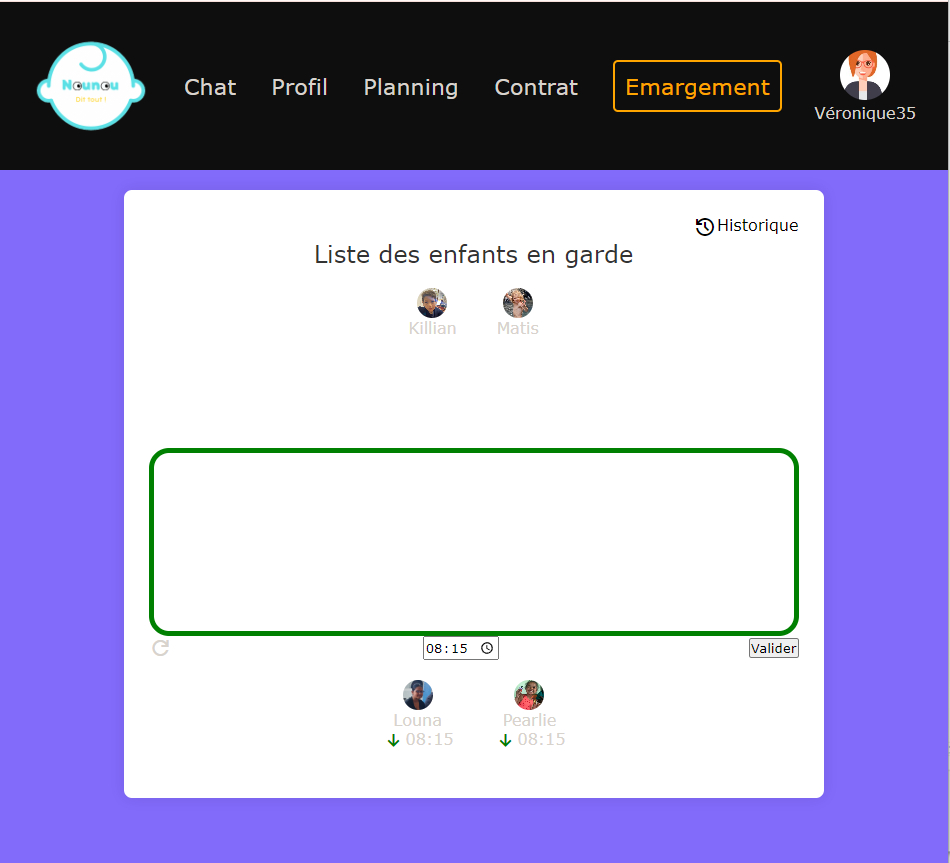 Nounou
Dit tout !
Chat Profil Planning Contrat Emargement
Véronique35
Historique
Liste des enfants en garde
Killian Matis
08:15 Valider
Louna Pearlie
08:15 08:15